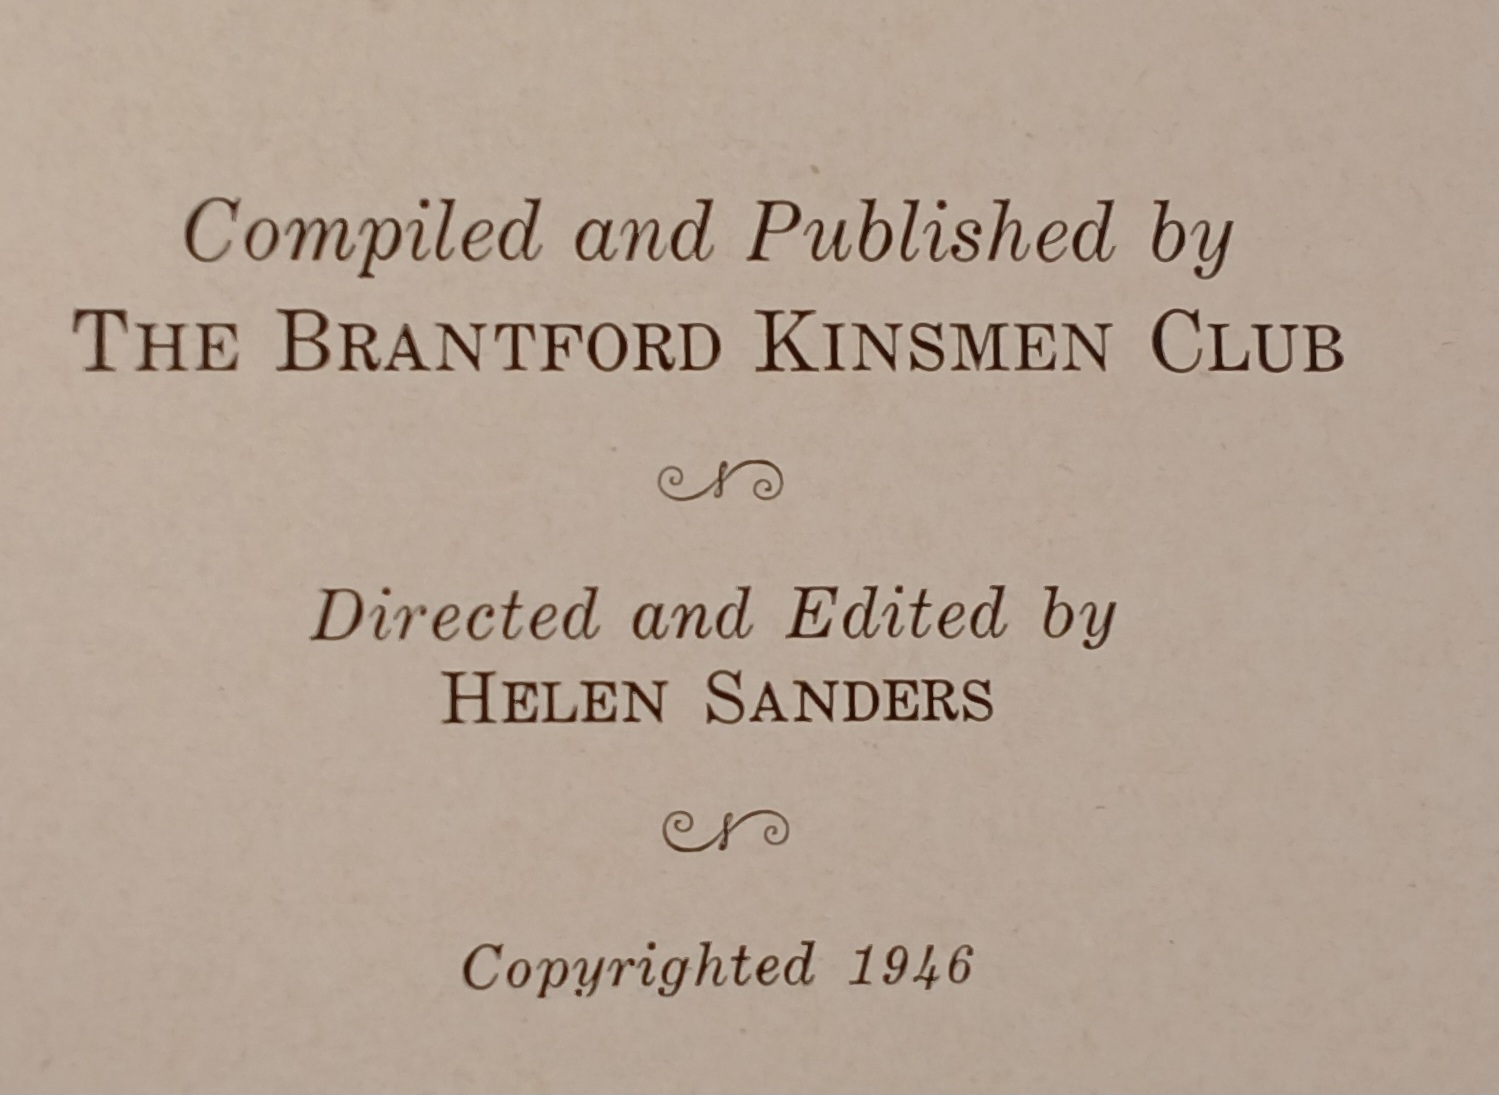 Compiled and Published by
THE BRANTFORD KINSMEN CLUB
Directed and Edited by
HELEN SANDERS
Copyrighted 1946